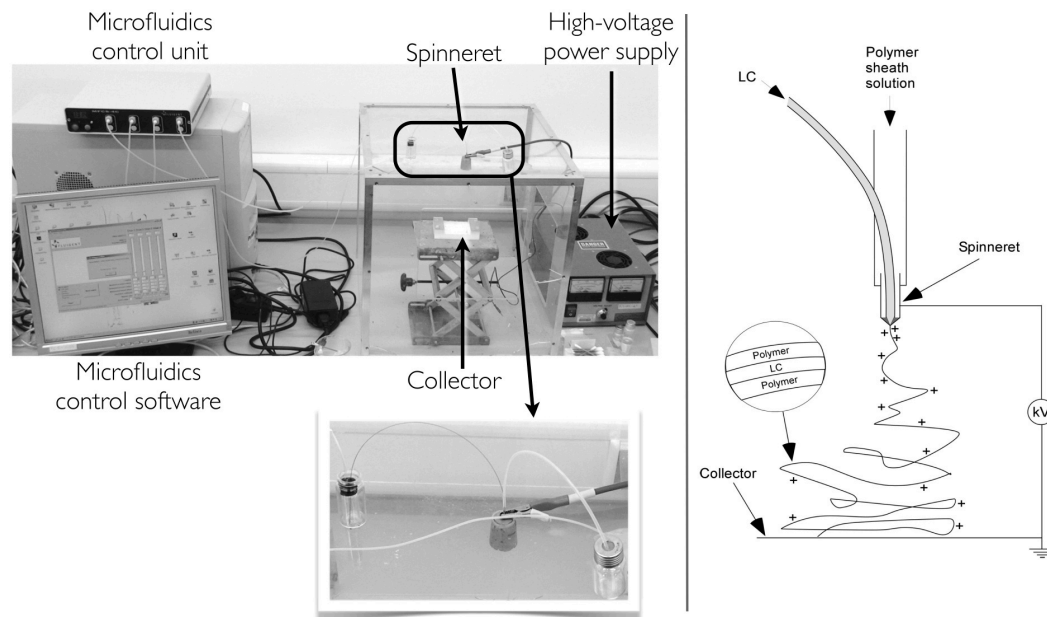 Microfluidics
control unit
Spinneret
High-voltage
power supply
Microfluidics
control software
Collector
DANGER
LC
Polymer
sheath
solution
Spinneret
Polymer
LC
Polymer
Collector
kV
+ + + + + + + + + + + + + + +